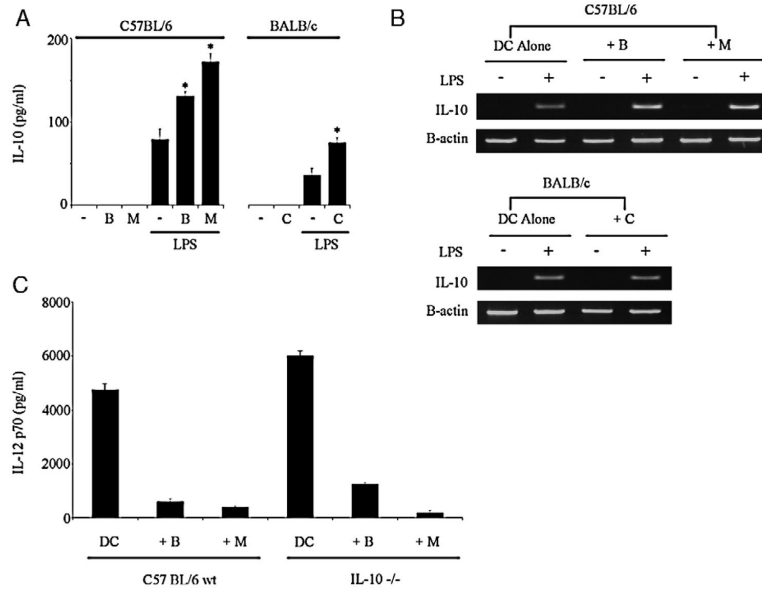 A
C57BL/6
BALB/c
IL-10 (pg/ml)
200
100
0
*
*
*
- B M - B M - C - C
LPS
LPS
B
C57BL/6
DC Alone + B + M
LPS - + - + - +
IL-10
B-actin
BALB/c
DC Alone + C
LPS - + - +
IL-10
B-actin
C
IL-12 p70 (pg/ml)
8000
6000
4000
2000
0
DC + B + M DC + B + M
C57 BL/6 wt IL-10 -/-